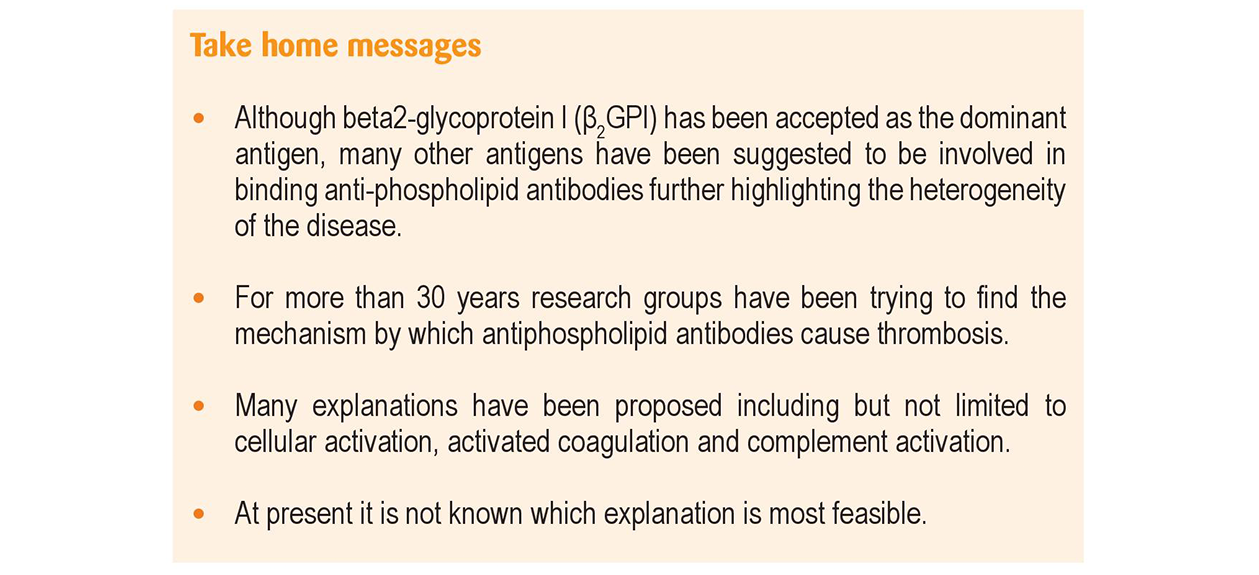 Take home messages
• Although beta2-glycoprotein I (β₂GPI) has been accepted as the dominant
antigen, many other antigens have been suggested to be involved in
binding anti-phospholipid antibodies further highlighting the heterogeneity
of the disease.
• For more than 30 years research groups have been trying to find the
mechanism by which antiphospholipid antibodies cause thrombosis.
• Many explanations have been proposed including but not limited to
cellular activation, activated coagulation and complement activation.
• At present it is not known which explanation is most feasible.